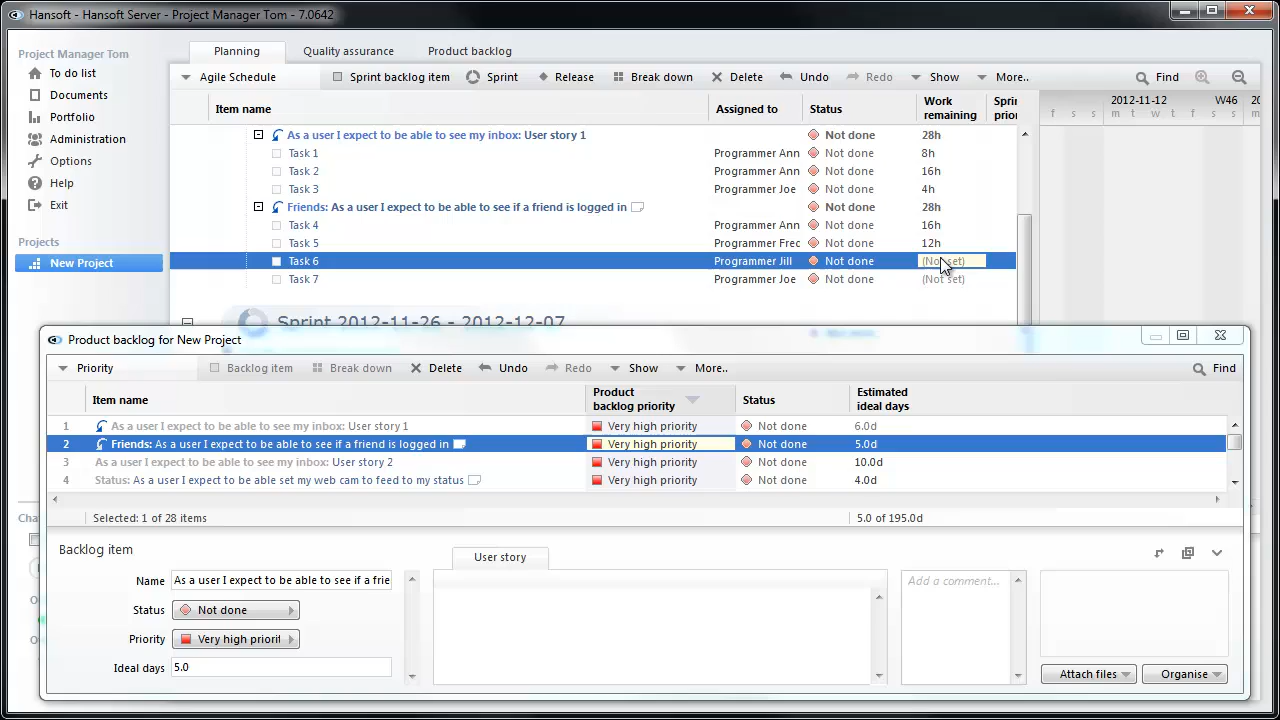 Hansoft - Hansoft Server - Project Manager Tom - 7.0642
Project Manager Tom
To do list
Documents
Portfolio
Administration
Options
Help
Exit
Projects
New Project
Planning Quality assurance Product backlog
Agile Schedule Sprint backlog item Sprint Release Break down Delete Undo Redo Show More.. Find
Item name Assigned to Status Work remaining Sprin prior
2012-11-12 W46 20
f s s m t w t f s s m
As a user I expect to be able to see my inbox: User story 1 Not done 28h
Task 1 Programmer Ann Not done 8h
Task 2 Programmer Ann Not done 16h
Task 3 Programmer Joe Not done 4h
Friends: As a user I expect to be able to see if a friend is logged in Not done 28h
Task 4 Programmer Ann Not done 16h
Task 5 Programmer Frec Not done 12h
Task 6 Programmer Jill Not done (Not set)
Task 7 Programmer Joe Not done (Not set)
Sprint 2012-11-26 - 2012-12-07
Product backlog for New Project
Priority Backlog item Break down Delete Undo Redo Show More.. Find
Item name Product backlog priority Status Estimated ideal days
1 As a user I expect to be able to see my inbox: User story 1 Very high priority Not done 6.0d
2 Friends: As a user I expect to be able to see if a friend is logged in Very high priority Not done 5.0d
3 As a user I expect to be able to see my inbox: User story 2 Very high priority Not done 10.0d
4 Status: As a user I expect to be able set my web cam to feed to my status Very high priority Not done 4.0d
Selected: 1 of 28 items 5.0 of 195.0d
Backlog item
User story
Name As a user I expect to be able to see if a frie
Add a comment...
Status Not done
Priority Very high priorit
Ideal days 5.0
Attach files Organise